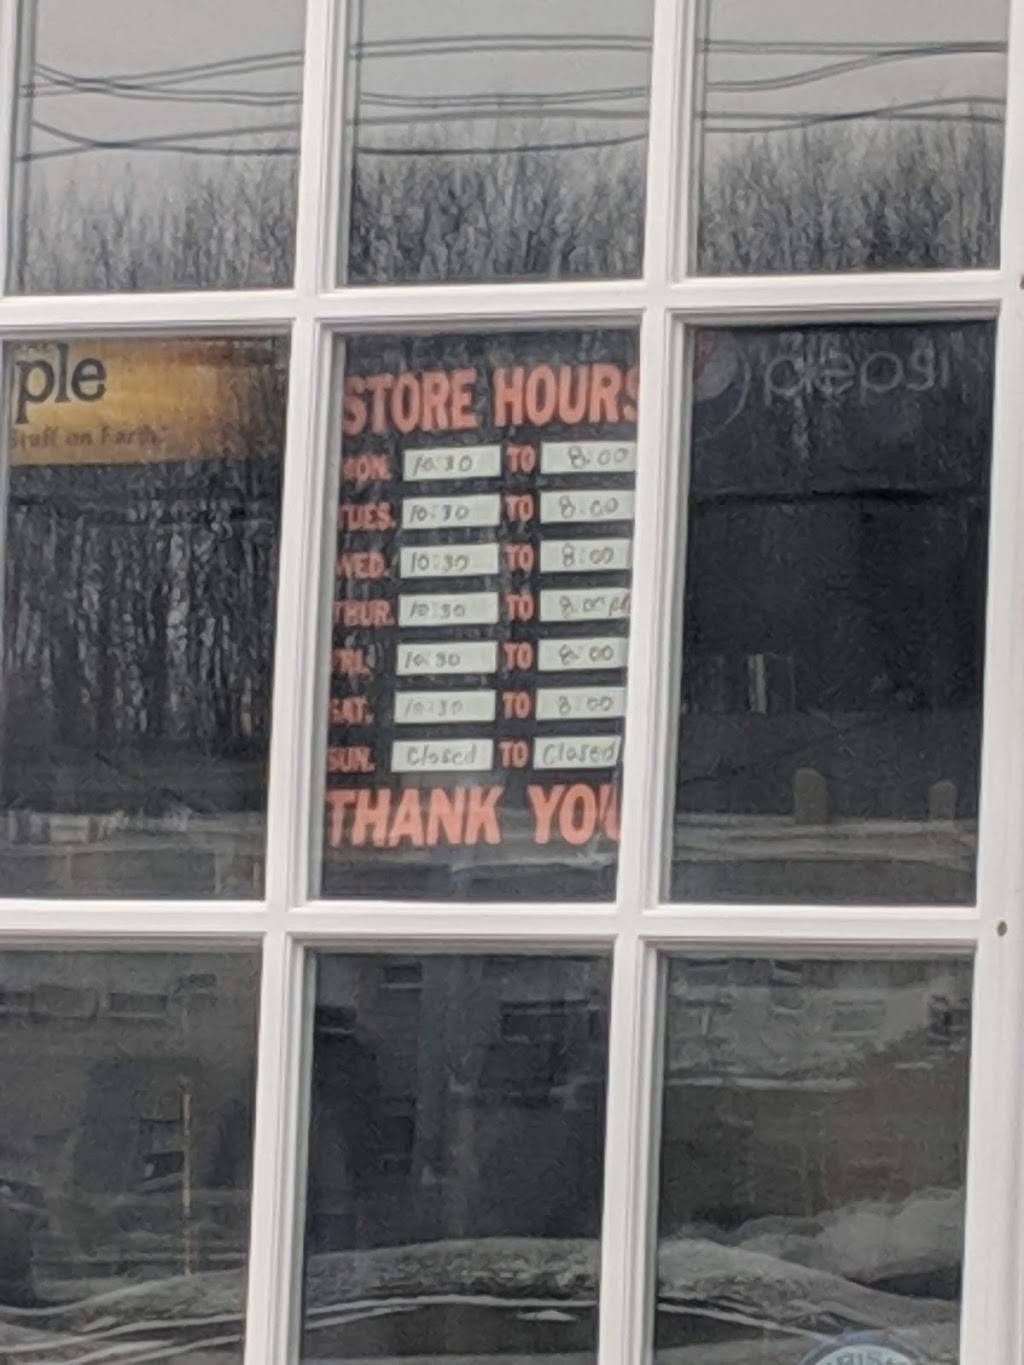 ple
Stuff on Earth
STORE HOURS
MON. 10:30 TO 8:00
TUES. 10:30 TO 8:00
WED. 10:30 TO 8:00
THUR. 10:30 TO 8:00 pm
FRI. 10:30 TO 8:00
SAT. 10:30 TO 8:00
SUN. Closed TO Closed
THANK YOU
pepsi